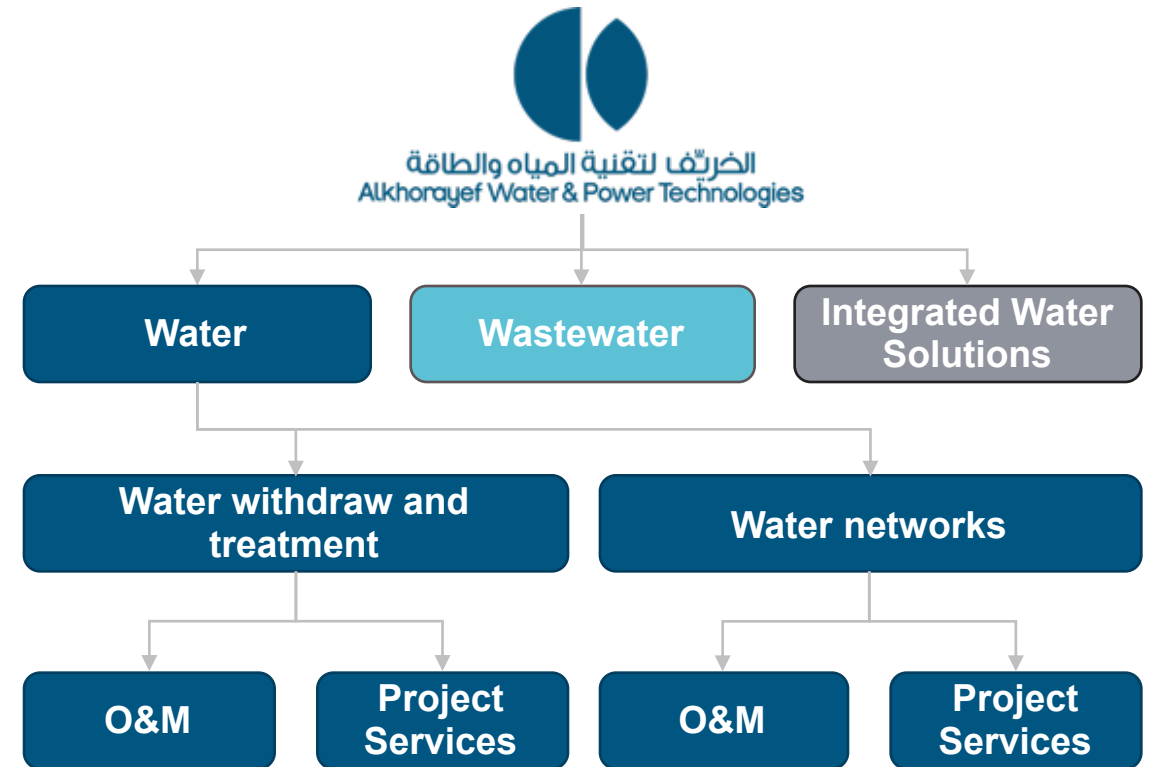 الخريّف لتقنية المياه والطاقة
Alkhorayef Water & Power Technologies
Water
Wastewater
Integrated Water
Solutions
Water withdraw and
treatment
Water networks
O&M
Project
Services
O&M
Project
Services